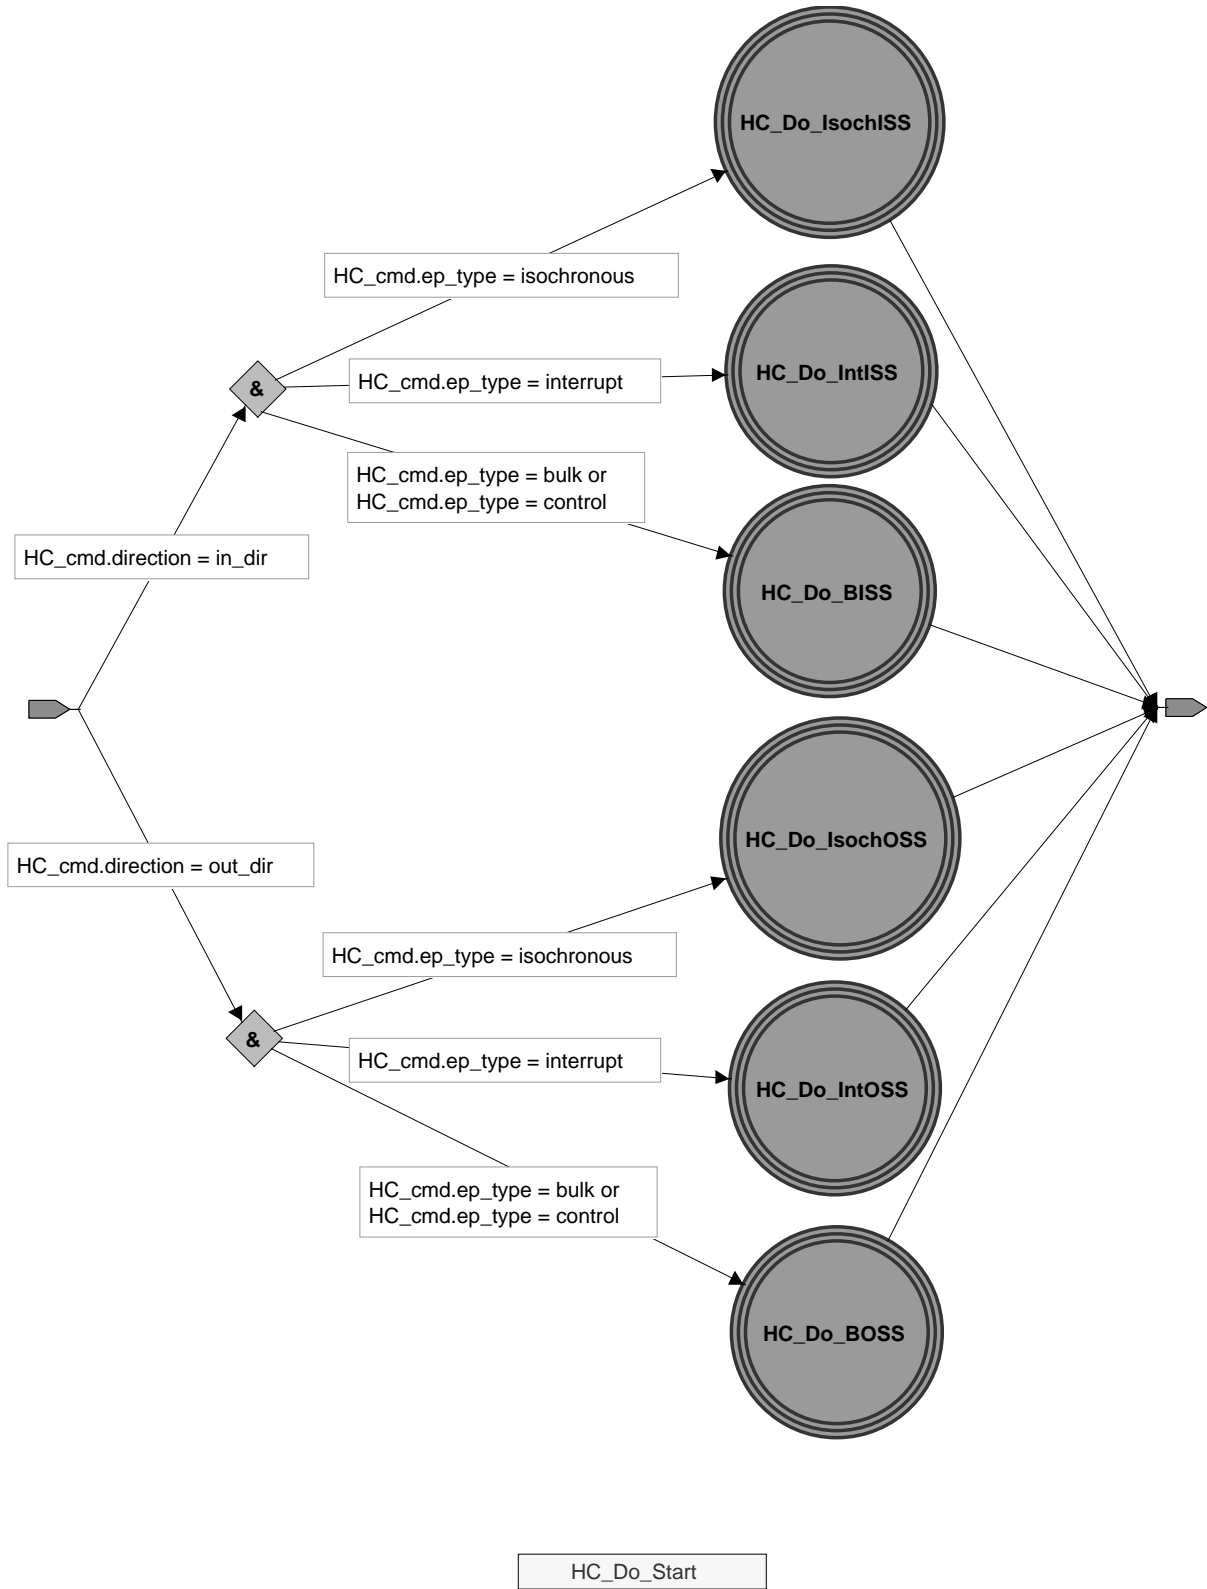 HC_Do_IsochISS
HC_cmd.ep_type = isochronous
HC_cmd.ep_type = interrupt
HC_Do_IntISS
&
HC_cmd.ep_type = bulk or
HC_cmd.ep_type = control
HC_cmd.direction = in_dir
HC_Do_BISS
HC_Do_IsochOSS
HC_cmd.direction = out_dir
HC_cmd.ep_type = isochronous
&
HC_cmd.ep_type = interrupt
HC_Do_IntOSS
HC_cmd.ep_type = bulk or
HC_cmd.ep_type = control
HC_Do_BOSS
HC_Do_Start